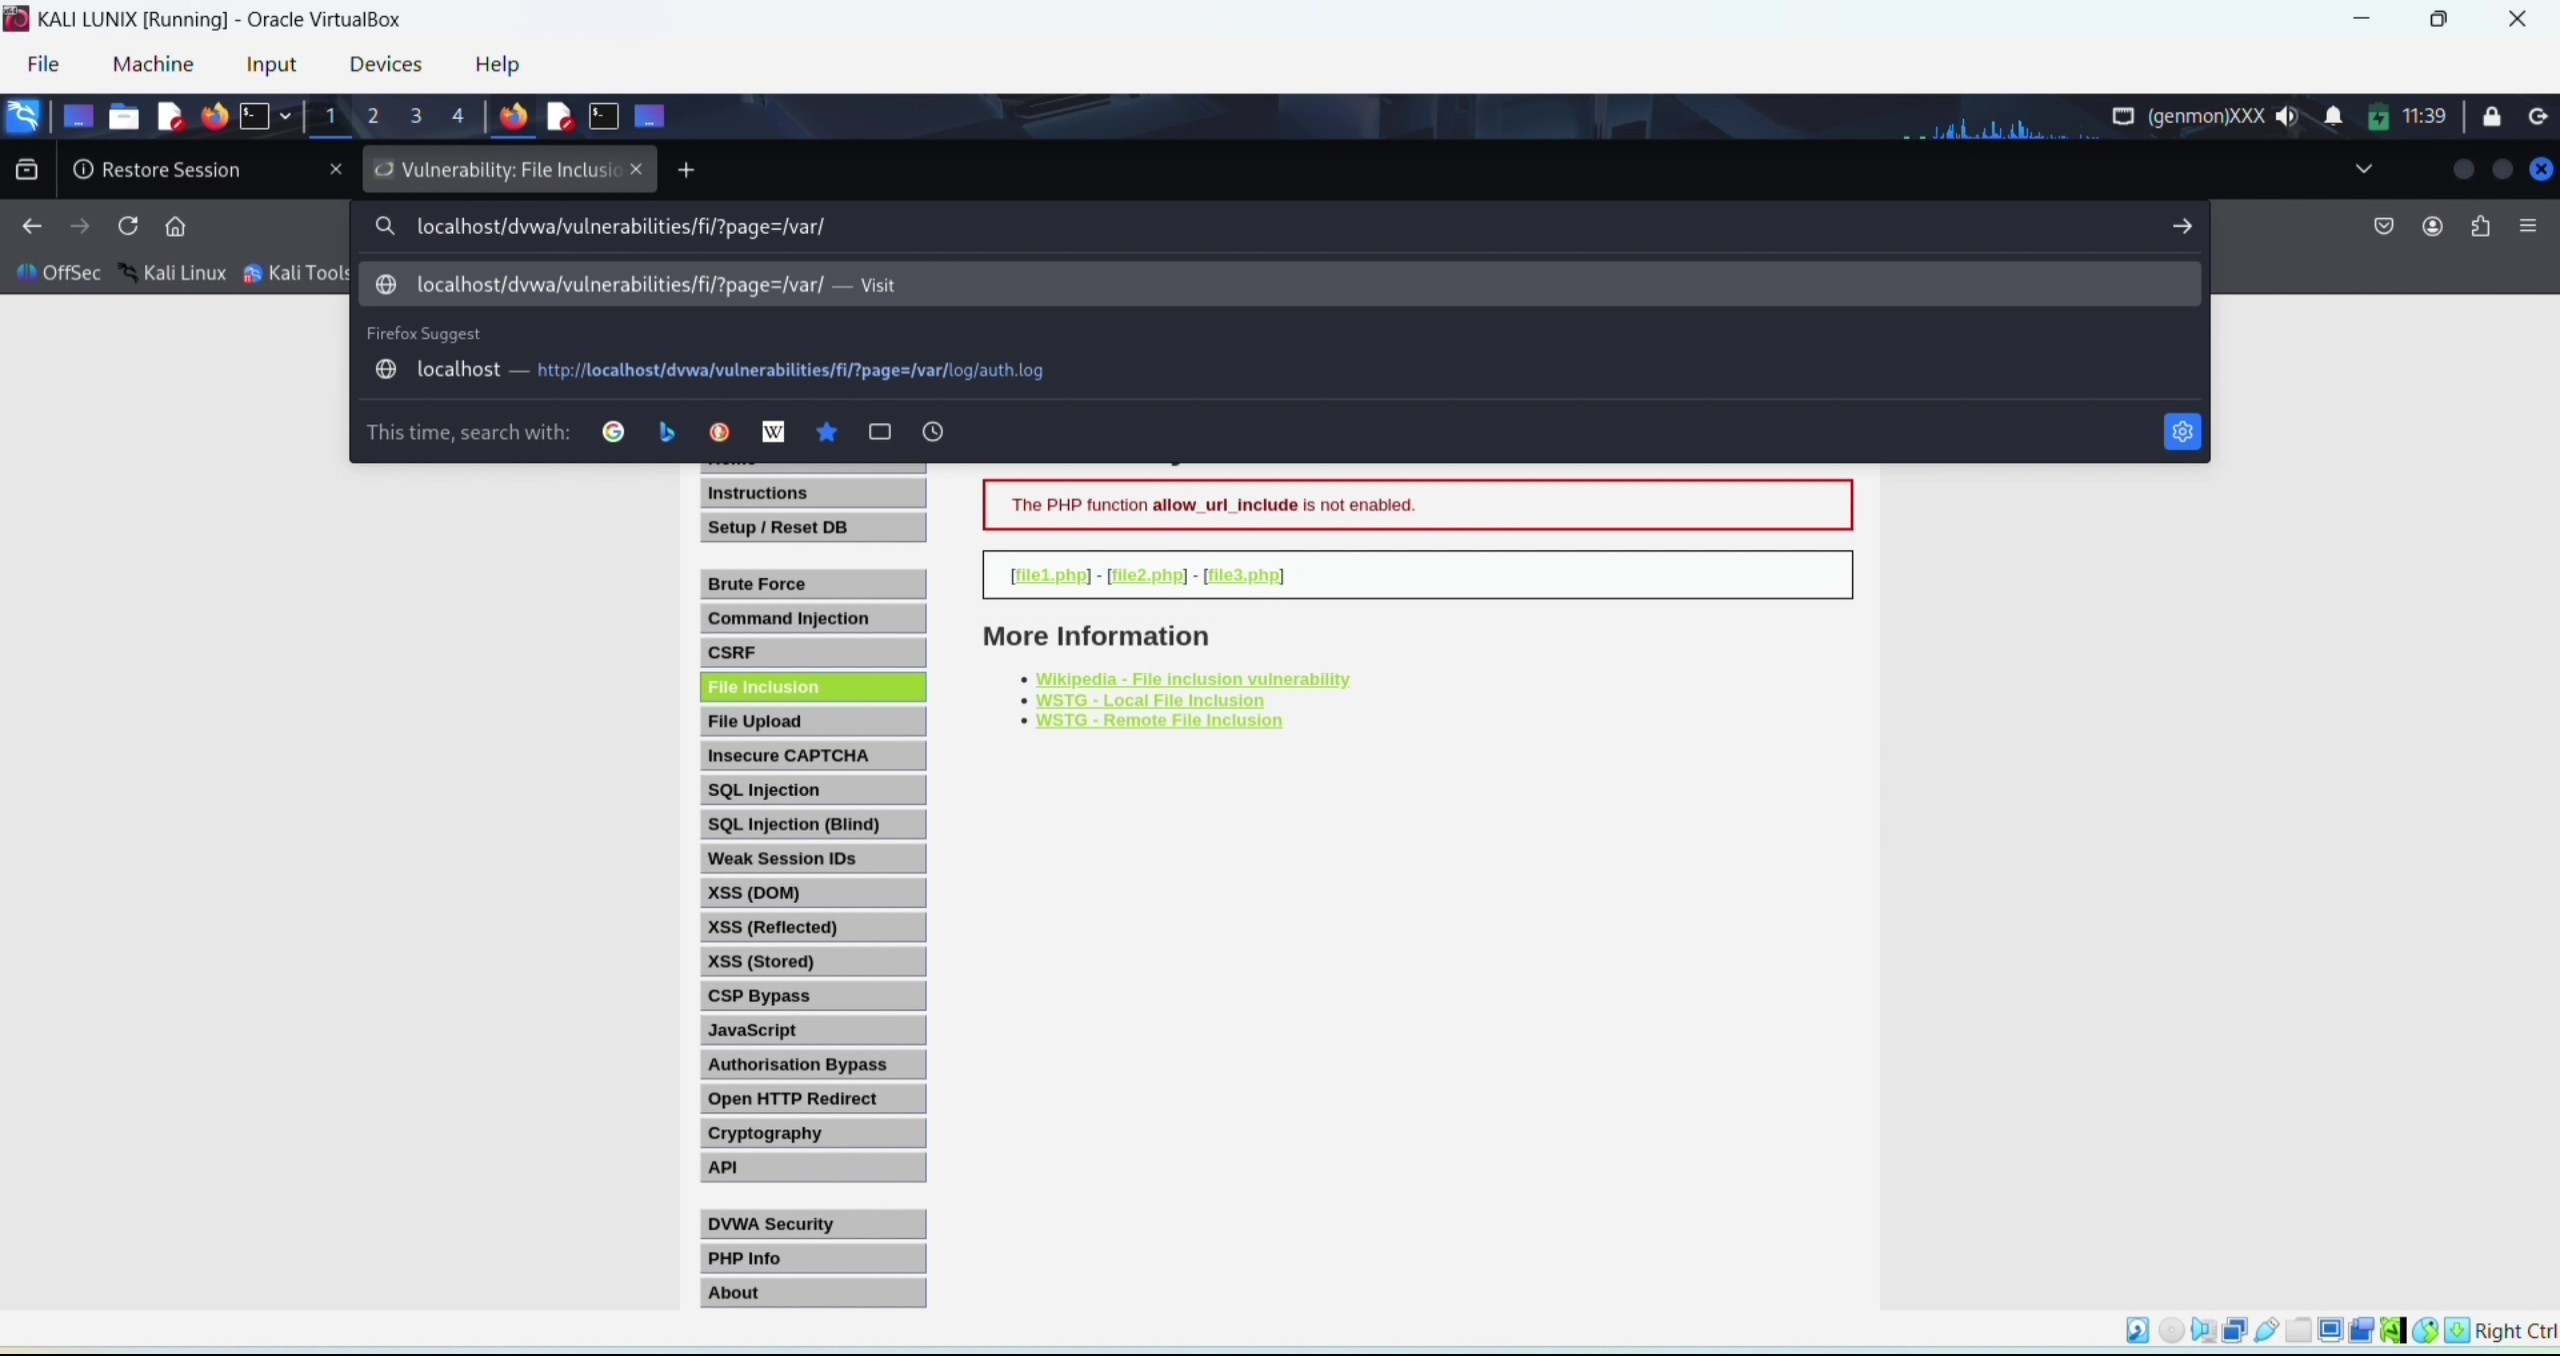 KALI LUNIX [Running] - Oracle VirtualBox
File Machine Input Devices Help
1 2 3 4 (genmon)XXX 11:39
Restore Session Vulnerability: File Inclusio
localhost/dvwa/vulnerabilities/fi/?page=/var/
OffSec Kali Linux Kali Tools
localhost/dvwa/vulnerabilities/fi/?page=/var/ — Visit
Firefox Suggest
localhost — http://localhost/dvwa/vulnerabilities/fi/?page=/var/log/auth.log
This time, search with:
Instructions
Setup / Reset DB
Brute Force
Command Injection
CSRF
File Inclusion
File Upload
Insecure CAPTCHA
SQL Injection
SQL Injection (Blind)
Weak Session IDs
XSS (DOM)
XSS (Reflected)
XSS (Stored)
CSP Bypass
JavaScript
Authorisation Bypass
Open HTTP Redirect
Cryptography
API
DVWA Security
PHP Info
About
The PHP function allow_url_include is not enabled.
[file1.php] - [file2.php] - [file3.php]
More Information
• Wikipedia - File inclusion vulnerability
• WSTG - Local File Inclusion
• WSTG - Remote File Inclusion
Right Ctrl